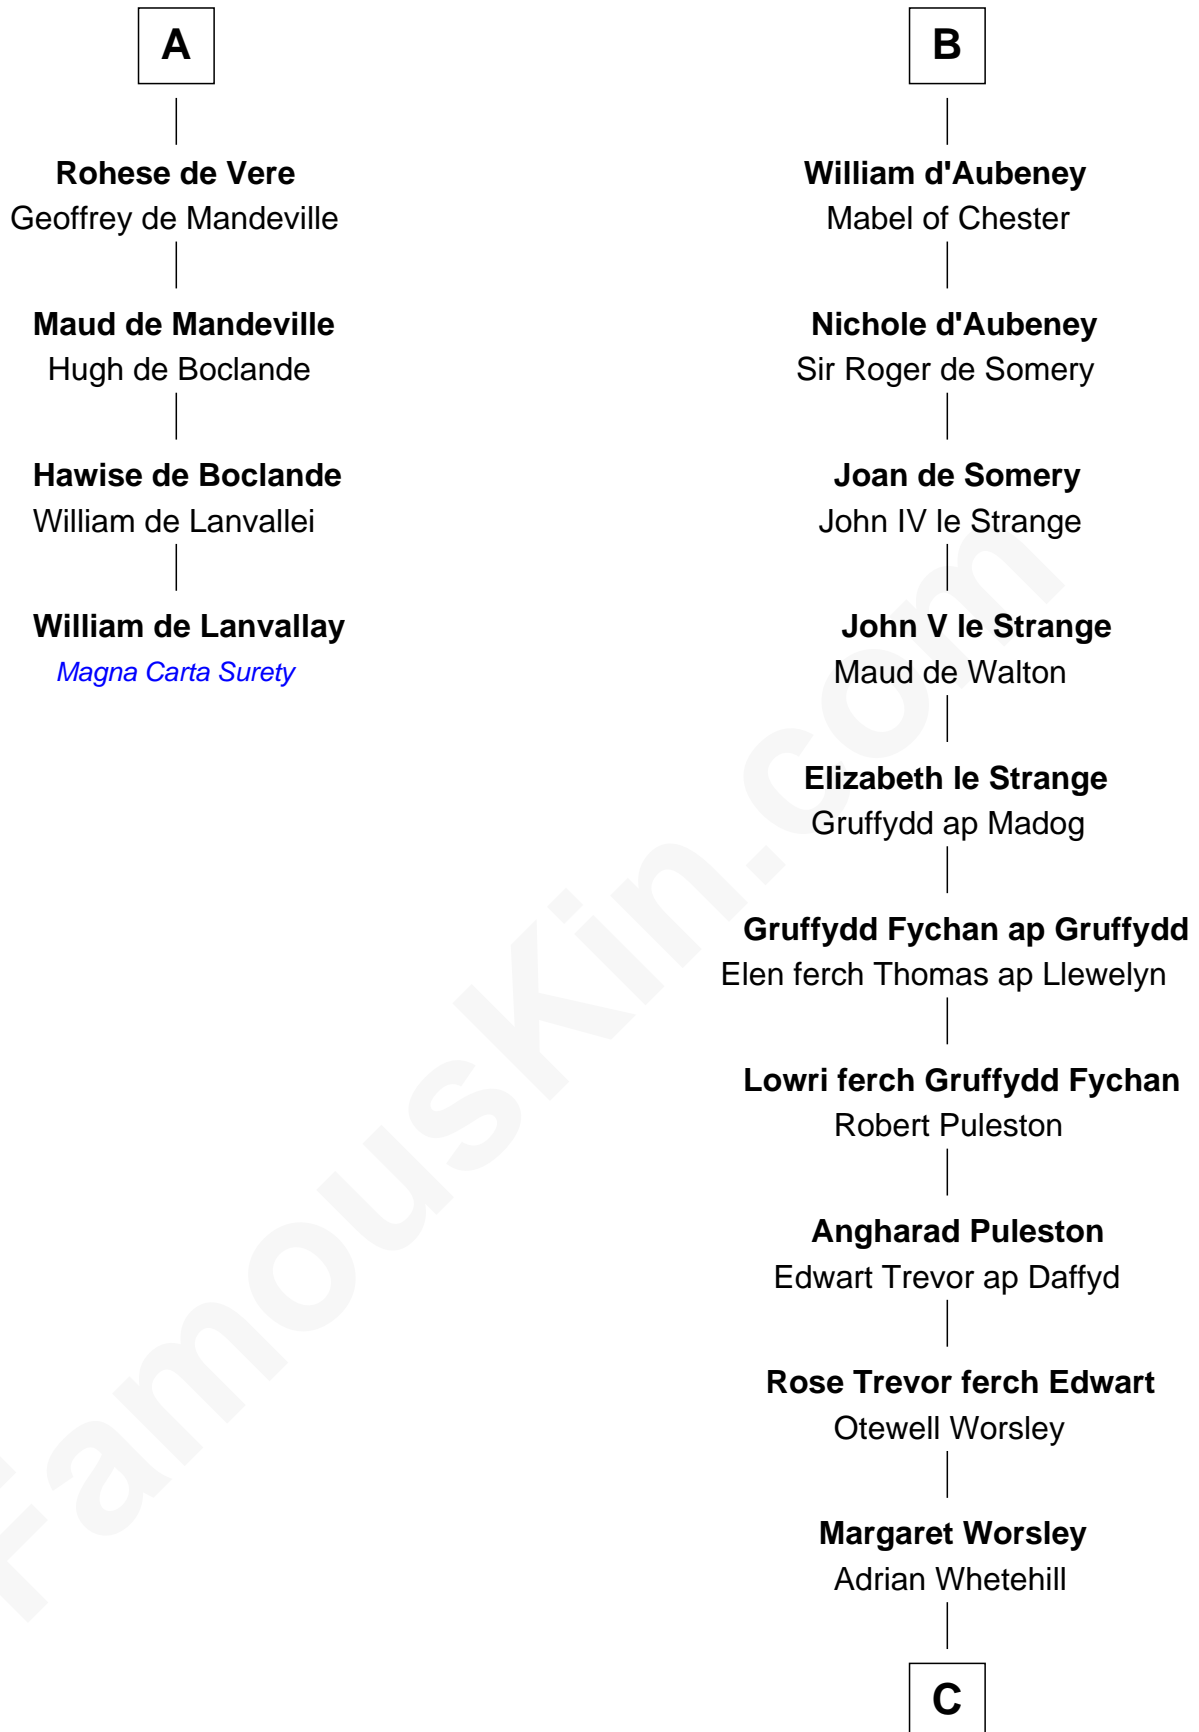 A
Rohese de Vere
Geoffrey de Mandeville
Maud de Mandeville
Hugh de Boclande
Hawise de Boclande
William de Lanvallei
William de Lanvallay
Magna Carta Surety
B
William d'Aubeney
Mabel of Chester
Nichole d'Aubeney
Sir Roger de Somery
Joan de Somery
John IV le Strange
John V le Strange
Maud de Walton
Elizabeth le Strange
Gruffydd ap Madog
Gruffydd Fychan ap Gruffydd
Elen ferch Thomas ap Llewelyn
Lowri ferch Gruffydd Fychan
Robert Puleston
Angharad Puleston
Edwart Trevor ap Daffyd
Rose Trevor ferch Edwart
Otewell Worsley
Margaret Worsley
Adrian Whetehill
C
FamousKin.com